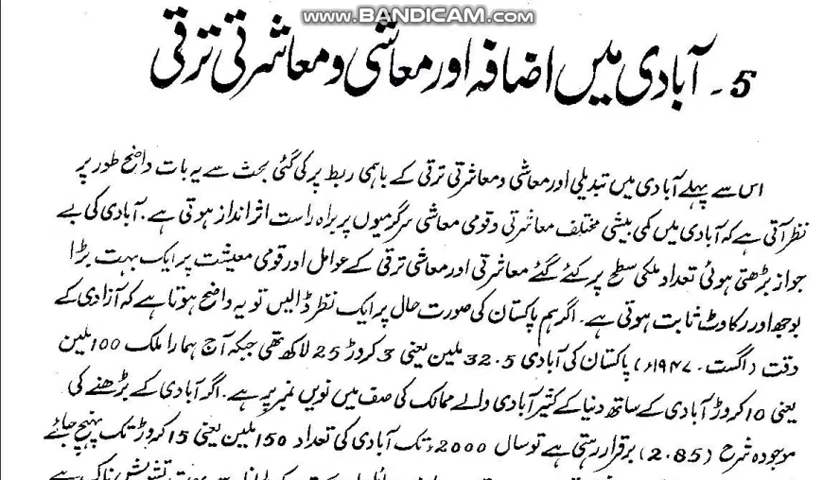 www.BANDICAM.com
5 ۔ آبادی میں اضافہ اور معاشی و معاشرتی ترقی
اس سے پہلے آبادی میں تبدیلی اور معاشی و معاشرتی ترقی کے باہمی ربط پر کی گئی بحث سے یہ بات واضح طور پر
نظر آتی ہے کہ آبادی میں کمی بیشی مختلف معاشرتی و قومی معاشی سرگرمیوں پر براہ راست اثر انداز ہوتی ہے۔ آبادی کی بے
جواز بڑھتی ہوئی تعداد ملکی سطح پر کئے گئے معاشرتی اور معاشی ترقی کے عوامل اور قومی معیشت پر ایک بہت بڑا
بوجھ اور رکاوٹ ثابت ہوتی ہے۔ اگر ہم پاکستان کی صورت حال پر ایک نظر ڈالیں تو یہ واضح ہوتا ہے کہ آزادی کے
وقت (اگست ۔ ۱۹۴۷ء) پاکستان کی آبادی 32.5 ملین یعنی 3 کروڑ 25 لاکھ تھی جبکہ آج ہمارا ملک 100 ملین
یعنی 10 کروڑ آبادی کے ساتھ دنیا کے کثیر آبادی والے ممالک کی صف میں نویں نمبر پر ہے۔ اگر آبادی کے بڑھنے کی
موجودہ شرح (2.85) برقرار رہتی ہے تو سال 2000ء تک آبادی کی تعداد 150 ملین یعنی 15 کروڑ تک پہنچ جائے